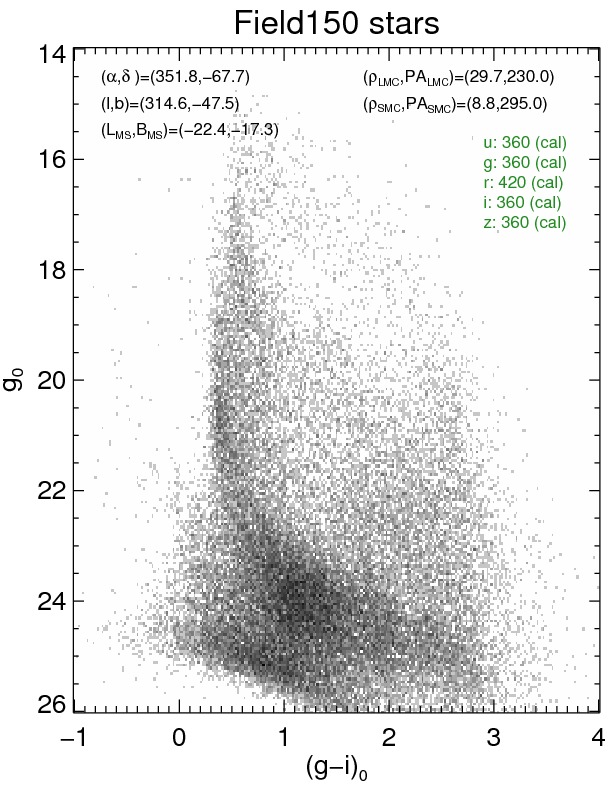 Field150 stars
(α,δ )=(351.8,−67.7)
(ρLMC,PALMC)=(29.7,230.0)
(l,b)=(314.6,−47.5)
(ρSMC,PASMC)=(8.8,295.0)
(LMS,BMS)=(−22.4,−17.3)
u: 360 (cal)
g: 360 (cal)
r: 420 (cal)
i: 360 (cal)
z: 360 (cal)
14
16
18
20
22
24
26
g0
−1 0 1 2 3 4
(g−i)0